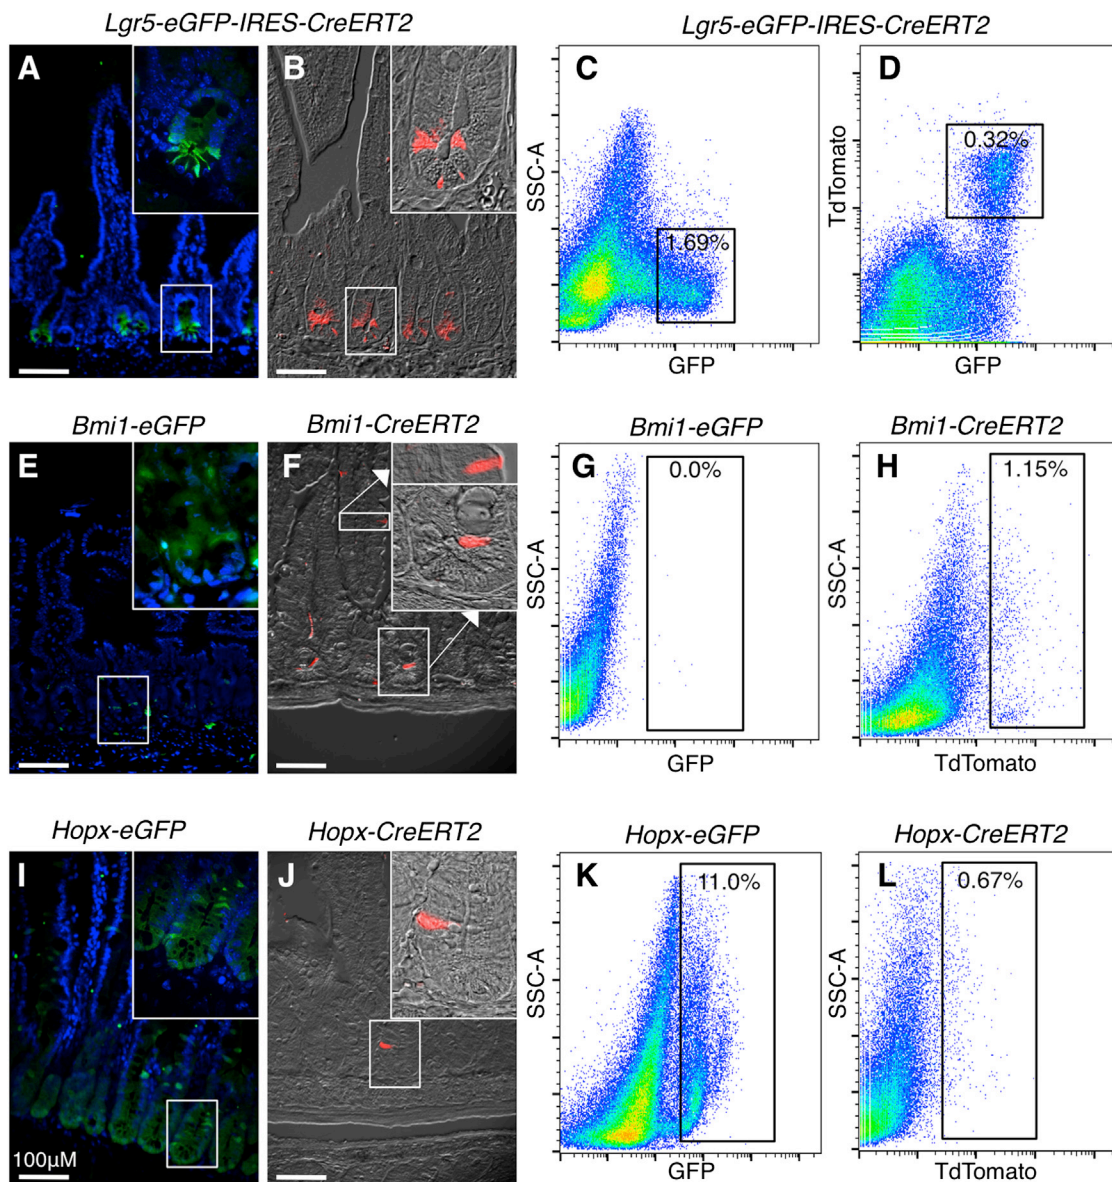 Lgr5-eGFP-IRES-CreERT2
Lgr5-eGFP-IRES-CreERT2
A
B
C
SSC-A
1.69%
GFP
D
TdTomato
0.32%
GFP
Bmi1-eGFP
Bmi1-CreERT2
Bmi1-eGFP
Bmi1-CreERT2
E
F
G
SSC-A
0.0%
GFP
H
SSC-A
1.15%
TdTomato
Hopx-eGFP
Hopx-CreERT2
Hopx-eGFP
Hopx-CreERT2
I
100µM
J
K
SSC-A
11.0%
GFP
L
SSC-A
0.67%
TdTomato